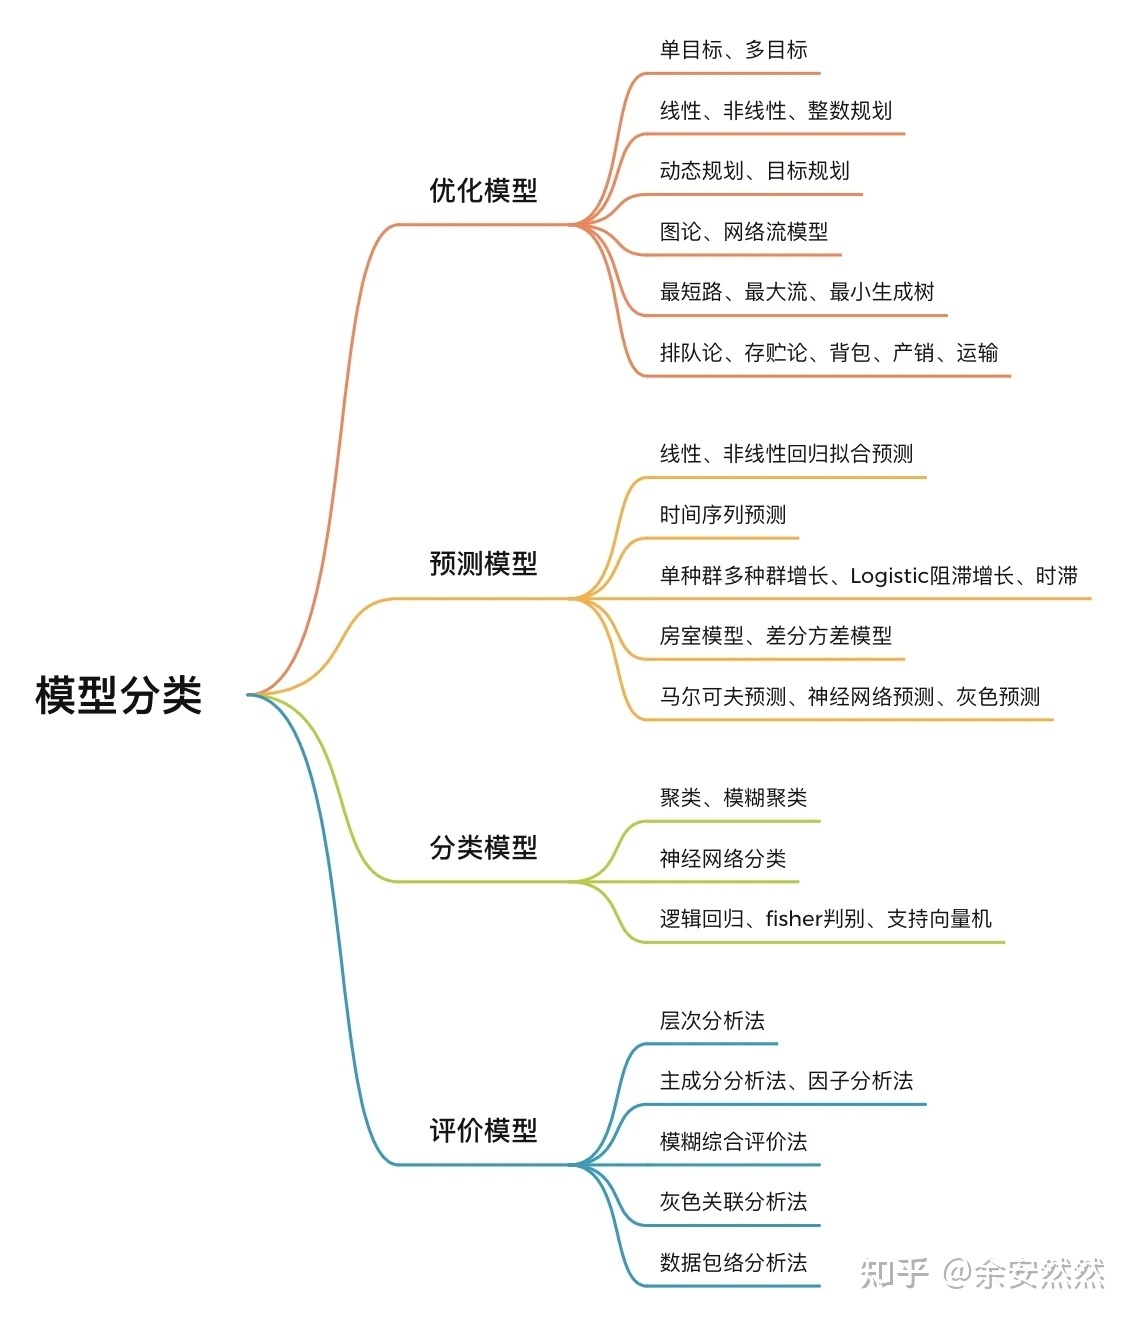 模型分类
优化模型
单目标、多目标
线性、非线性、整数规划
动态规划、目标规划
图论、网络流模型
最短路、最大流、最小生成树
排队论、存贮论、背包、产销、运输
预测模型
线性、非线性回归拟合预测
时间序列预测
单种群多种群增长、Logistic阻滞增长、时滞
房室模型、差分方差模型
马尔可夫预测、神经网络预测、灰色预测
分类模型
聚类、模糊聚类
神经网络分类
逻辑回归、fisher判别、支持向量机
评价模型
层次分析法
主成分分析法、因子分析法
模糊综合评价法
灰色关联分析法
数据包络分析法
知乎 @余安然然